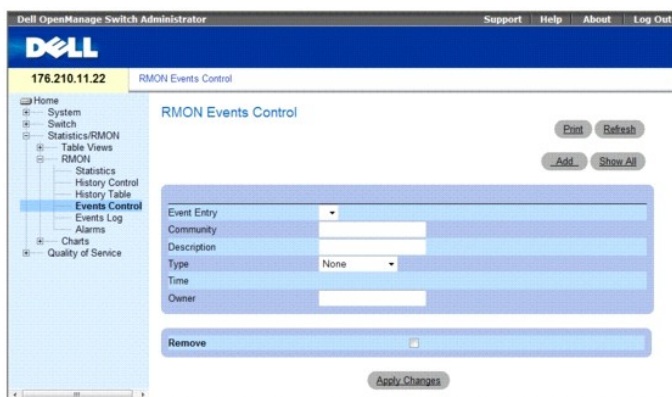 Dell OpenManage Switch Administrator Support Help About Log Out
DELL
176.210.11.22 RMON Events Control
Home
System
Switch
Statistics/RMON
Table Views
RMON
Statistics
History Control
History Table
Events Control
Events Log
Alarms
Charts
Quality of Service
RMON Events Control
Print Refresh
Add Show All
Event Entry
Community
Description
Type None
Time
Owner
Remove
Apply Changes